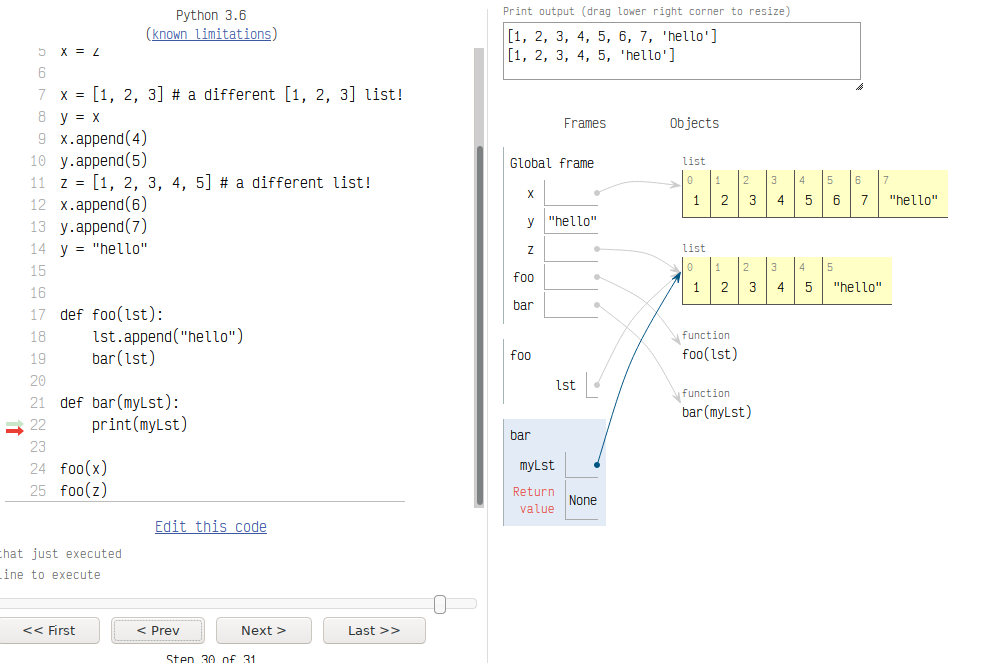 Python 3.6
(known limitations)
5 x = z
6
7 x = [1, 2, 3] # a different [1, 2, 3] list!
8 y = x
9 x.append(4)
10 y.append(5)
11 z = [1, 2, 3, 4, 5] # a different list!
12 x.append(6)
13 y.append(7)
14 y = "hello"
15
16
17 def foo(lst):
18     lst.append("hello")
19     bar(lst)
20
21 def bar(myLst):
22     print(myLst)
23
24 foo(x)
25 foo(z)
Edit this code
that just executed
line to execute
<< First
< Prev
Next >
Last >>
Step 30 of 31
Print output (drag lower right corner to resize)
[1, 2, 3, 4, 5, 6, 7, 'hello']
[1, 2, 3, 4, 5, 'hello']
Frames
Objects
Global frame
x
y "hello"
z
foo
bar
foo
lst
bar
myLst
Return
value
None
list
0 1 2 3 4 5 6 7
1 2 3 4 5 6 7 "hello"
list
0 1 2 3 4 5
1 2 3 4 5 "hello"
function
foo(lst)
function
bar(myLst)